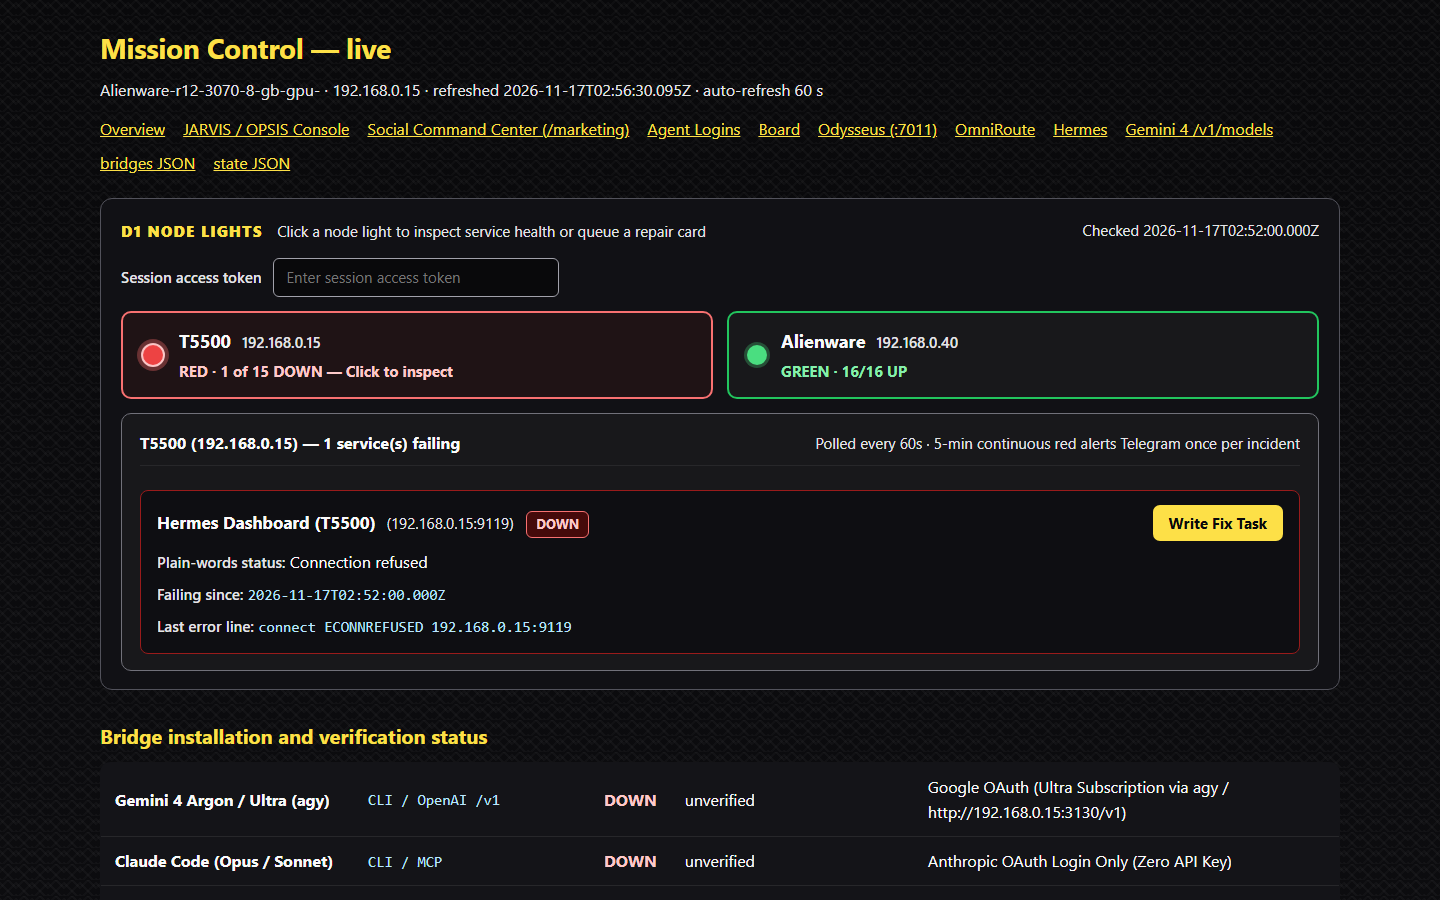 Mission Control — live
Alienware-r12-3070-8-gb-gpu- · 192.168.0.15 · refreshed 2026-11-17T02:56:30.095Z · auto-refresh 60 s
Overview JARVIS / OPSIS Console Social Command Center (/marketing) Agent Logins Board Odysseus (:7011) OmniRoute Hermes Gemini 4 /v1/models
bridges JSON state JSON
D1 NODE LIGHTS Click a node light to inspect service health or queue a repair card Checked 2026-11-17T02:52:00.000Z
Session access token Enter session access token
T5500 192.168.0.15
RED · 1 of 15 DOWN — Click to inspect
Alienware 192.168.0.40
GREEN · 16/16 UP
T5500 (192.168.0.15) — 1 service(s) failing Polled every 60s · 5-min continuous red alerts Telegram once per incident
Hermes Dashboard (T5500) (192.168.0.15:9119) DOWN Write Fix Task
Plain-words status: Connection refused
Failing since: 2026-11-17T02:52:00.000Z
Last error line: connect ECONNREFUSED 192.168.0.15:9119
Bridge installation and verification status
Gemini 4 Argon / Ultra (agy) CLI / OpenAI /v1 DOWN unverified Google OAuth (Ultra Subscription via agy /
http://192.168.0.15:3130/v1)
Claude Code (Opus / Sonnet) CLI / MCP DOWN unverified Anthropic OAuth Login Only (Zero API Key)